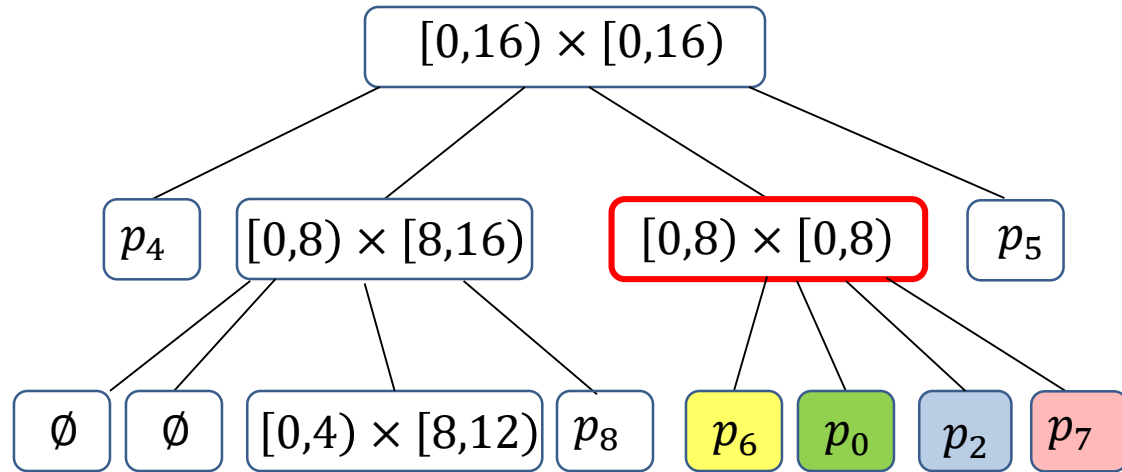 [0,16) × [0,16)
p₄ [0,8) × [8,16) [0,8) × [0,8) p₅
∅ ∅ [0,4) × [8,12) p₈ p₆ p₀ p₂ p₇